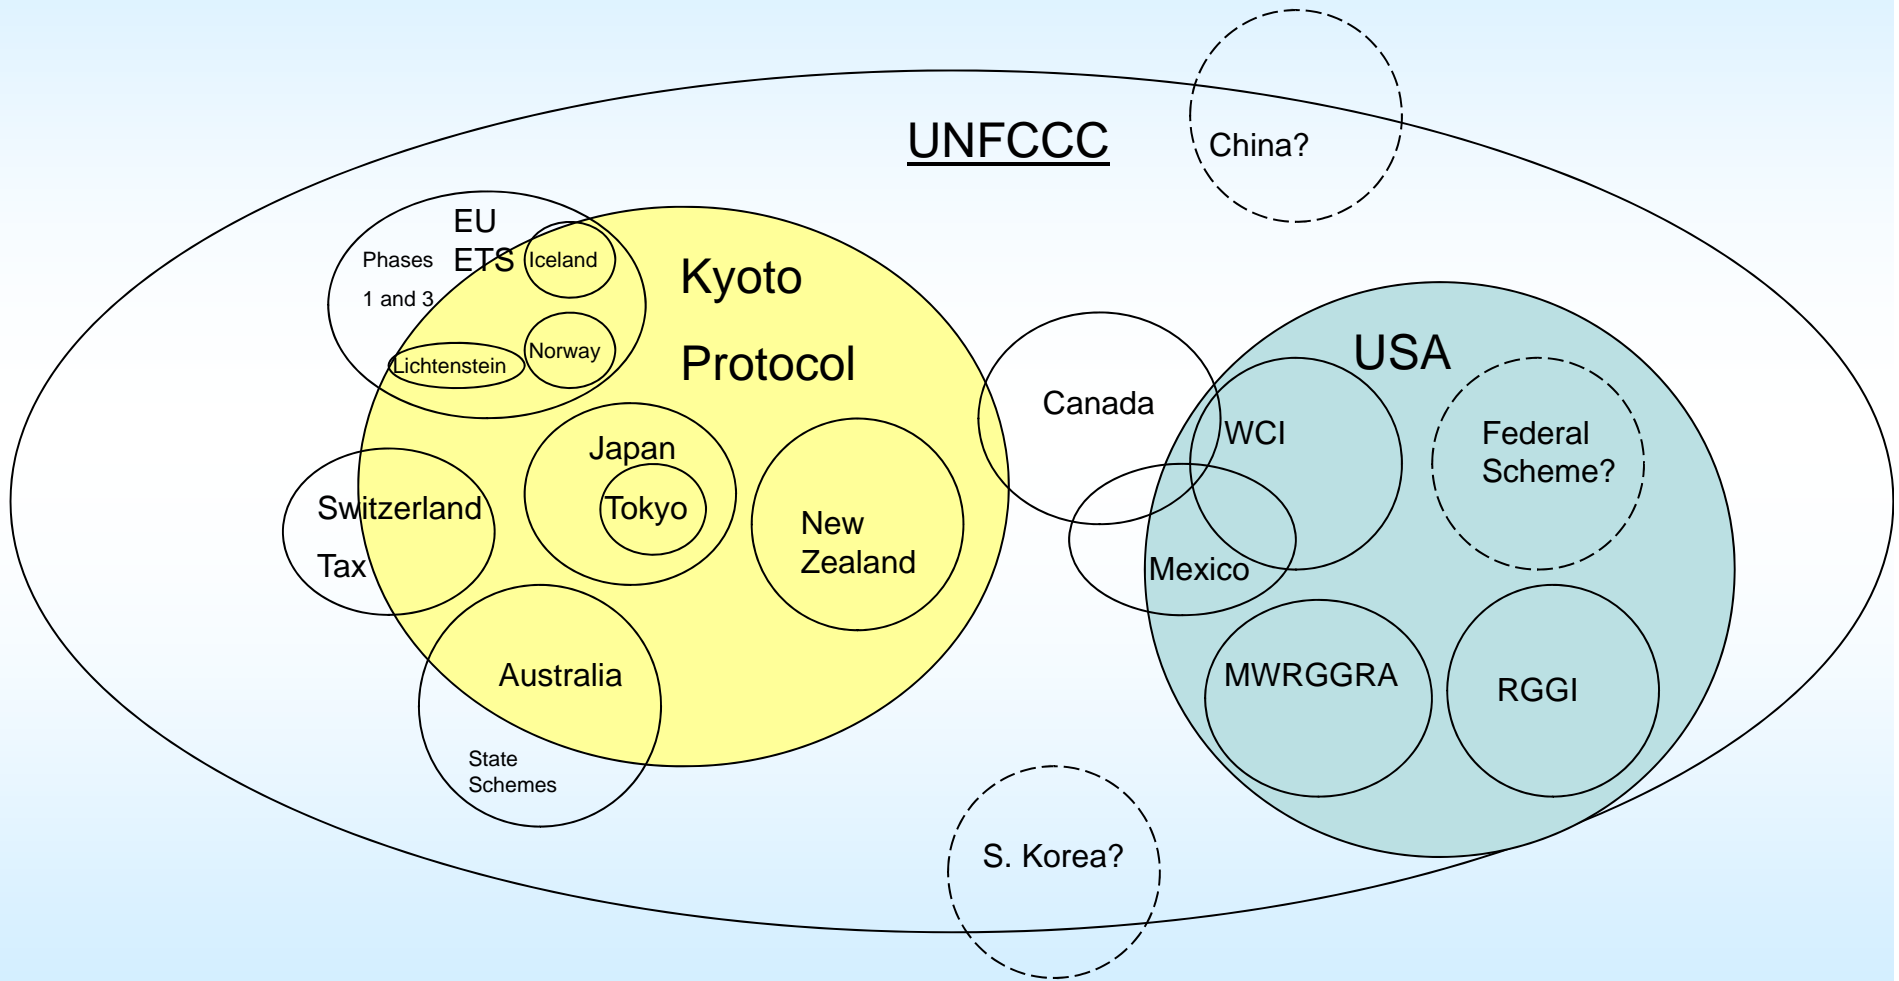 UNFCCC
China?
EU
ETS
Phases
1 and 3
Iceland
Norway
Lichtenstein
Kyoto
Protocol
Japan
Tokyo
New
Zealand
Switzerland
Tax
Australia
State
Schemes
Canada
Mexico
USA
WCI
Federal
Scheme?
MWRGGRA
RGGI
S. Korea?